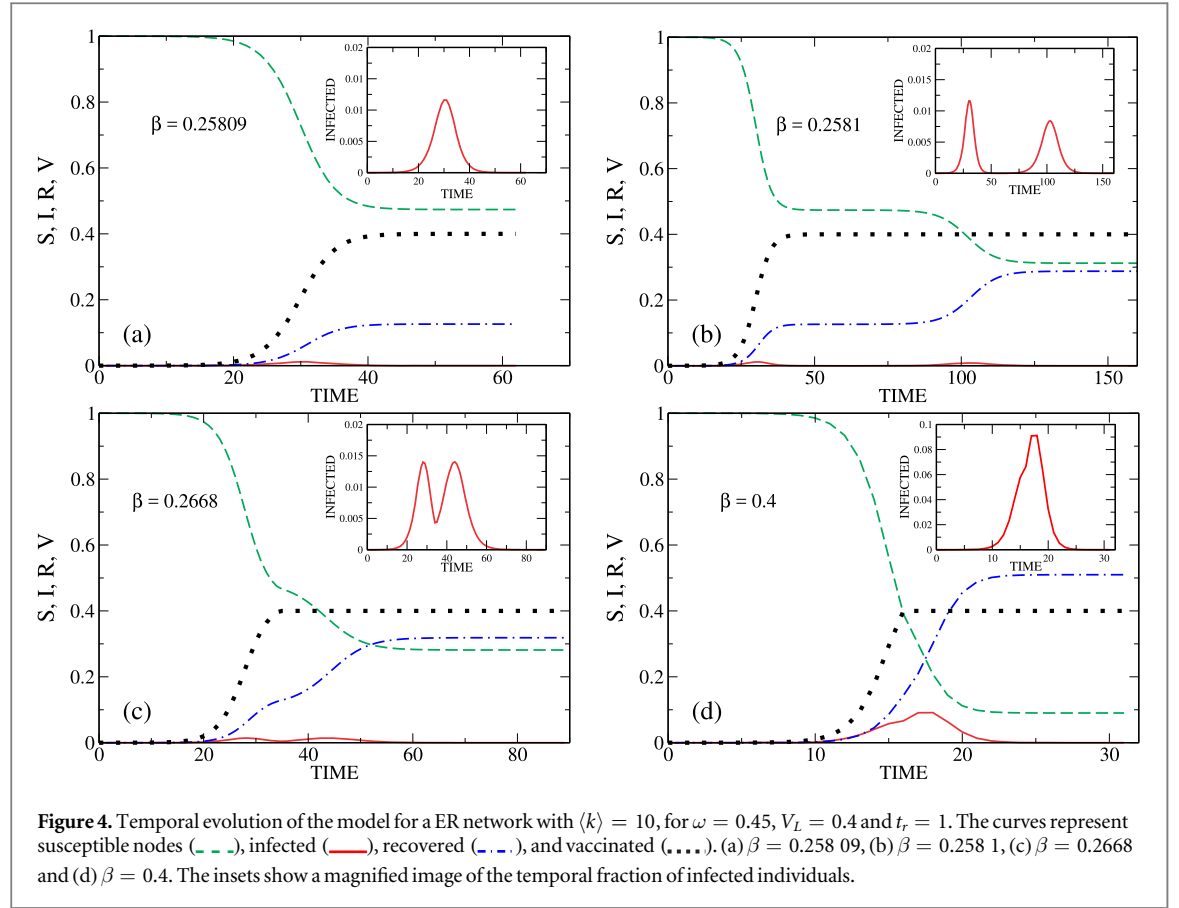 1
0.8
0.6
0.4
0.2
0
S, I, R, V
β = 0.25809
(a)
0 20 40 60
TIME
0.02
0.015
0.01
0.005
0
INFECTED
0 20 40 60
TIME
1
0.8
0.6
0.4
0.2
0
S, I, R, V
β = 0.2581
(b)
0 50 100 150
TIME
0.02
0.015
0.01
0.005
0
INFECTED
0 50 100 150
TIME
1
0.8
0.6
0.4
0.2
0
S, I, R, V
β = 0.2668
(c)
0 20 40 60 80
TIME
0.02
0.015
0.01
0.005
0
INFECTED
0 20 40 60 80
TIME
1
0.8
0.6
0.4
0.2
0
S, I, R, V
β = 0.4
(d)
0 10 20 30
TIME
0.1
0.08
0.06
0.04
0.02
0
INFECTED
0 10 20 30
TIME
Figure 4. Temporal evolution of the model for a ER network with ⟨k⟩ = 10, for ω = 0.45, V_L = 0.4 and t_r = 1. The curves represent
susceptible nodes (), infected (), recovered (), and vaccinated (). (a) β = 0.258 09, (b) β = 0.258 1, (c) β = 0.2668
and (d) β = 0.4. The insets show a magnified image of the temporal fraction of infected individuals.